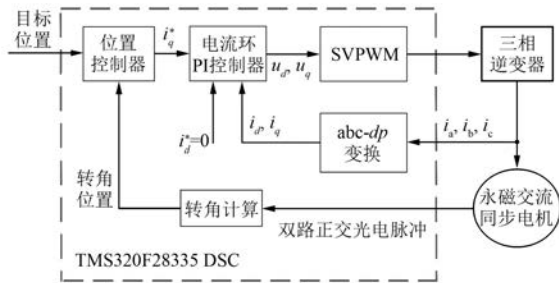 目标
位置
位置
控制器
i*q
电流环
PI控制器
ud, uq
SVPWM
三相
逆变器
i*d=0
id, iq
abc-dp
变换
ia, ib, ic
转角
位置
转角计算
双路正交光电脉冲
永磁交流
同步电机
TMS320F28335 DSC